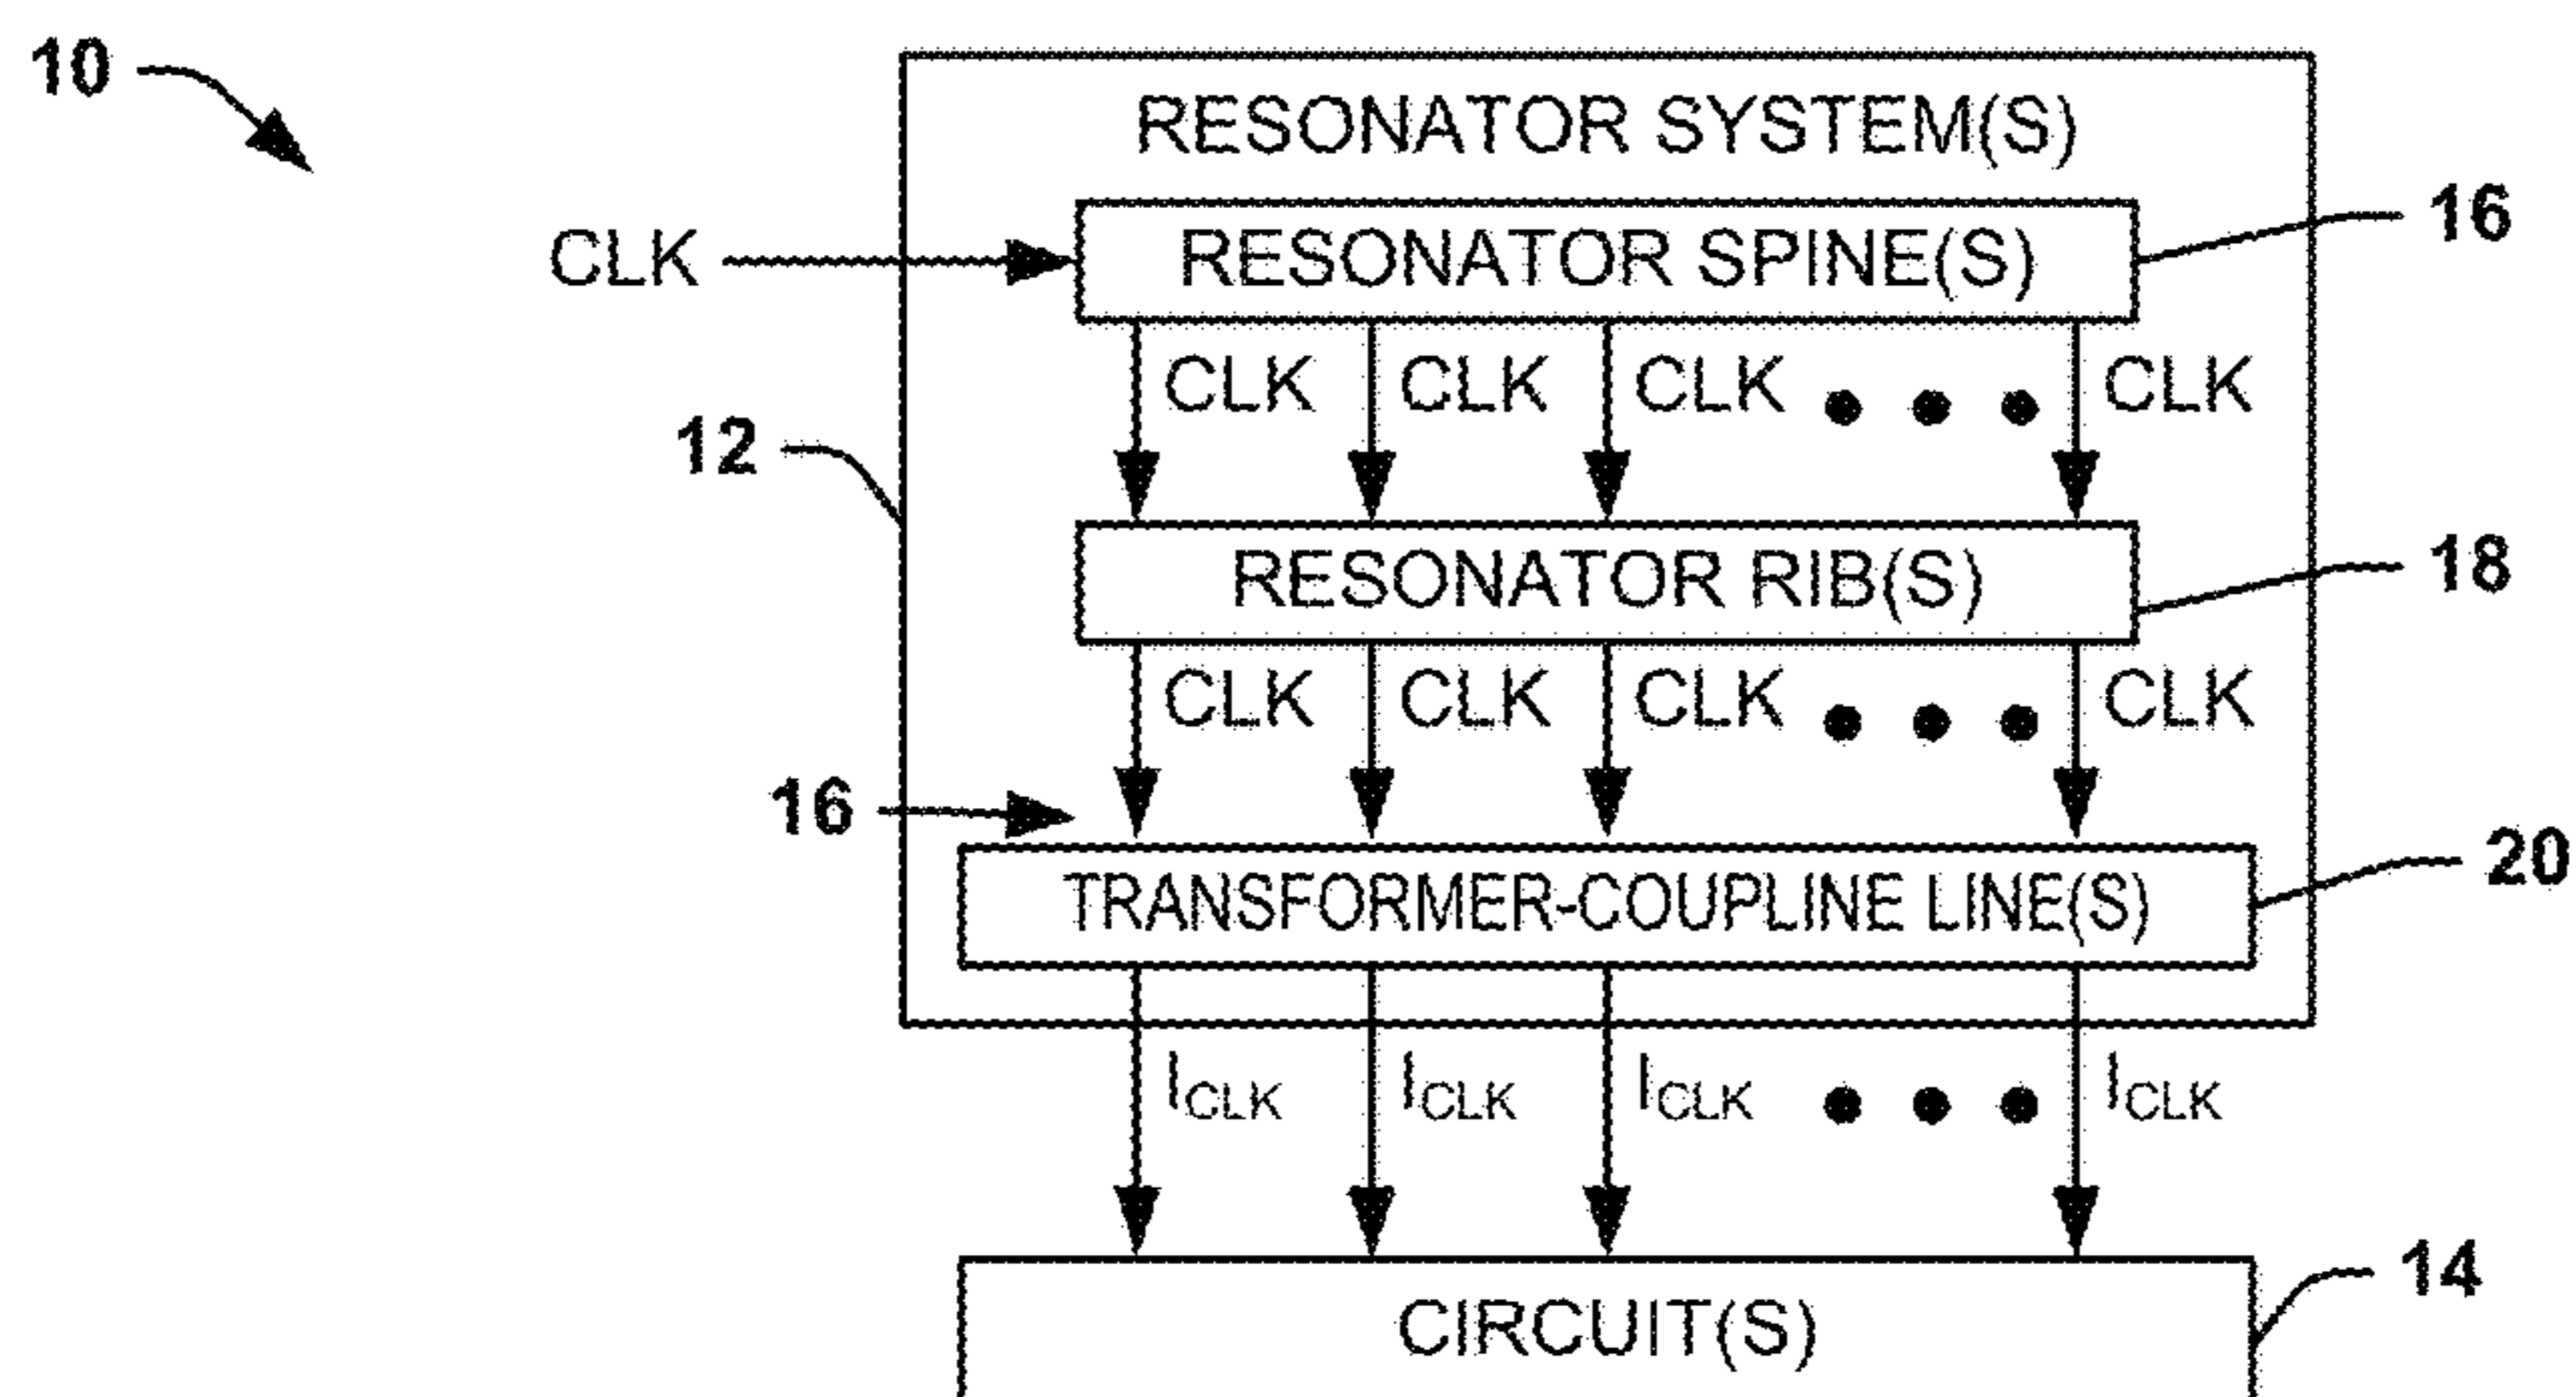 10
RESONATOR SYSTEM(S)
16
CLK RESONATOR SPINE(S)
CLK CLK CLK CLK
12
RESONATOR RIB(S)
18
CLK CLK CLK CLK
16
20
TRANSFORMER-COUPLINE LINE(S)
ICLK ICLK ICLK ICLK
14
CIRCUIT(S)